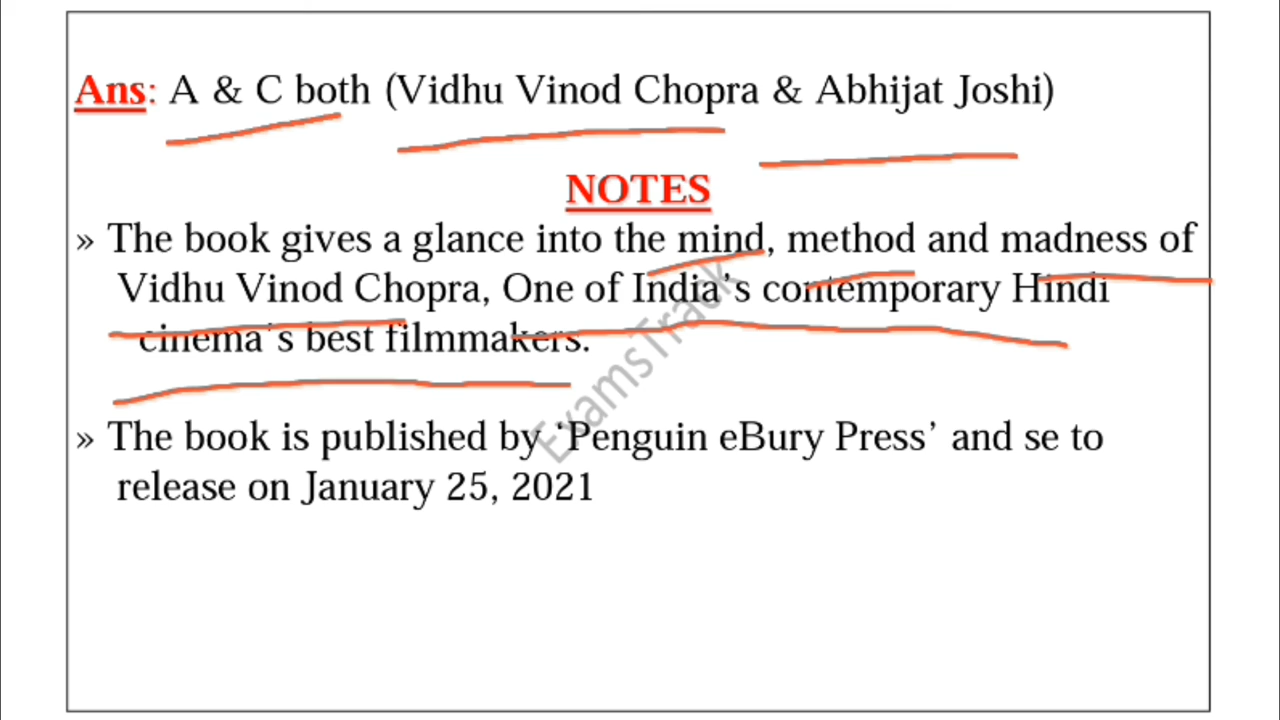 Ans: A & C both (Vidhu Vinod Chopra & Abhijat Joshi)
NOTES
» The book gives a glance into the mind, method and madness of
Vidhu Vinod Chopra, One of India's contemporary Hindi
cinema's best filmmakers.
» The book is published by ‘Penguin eBury Press’ and se to
release on January 25, 2021
ExamsTrack